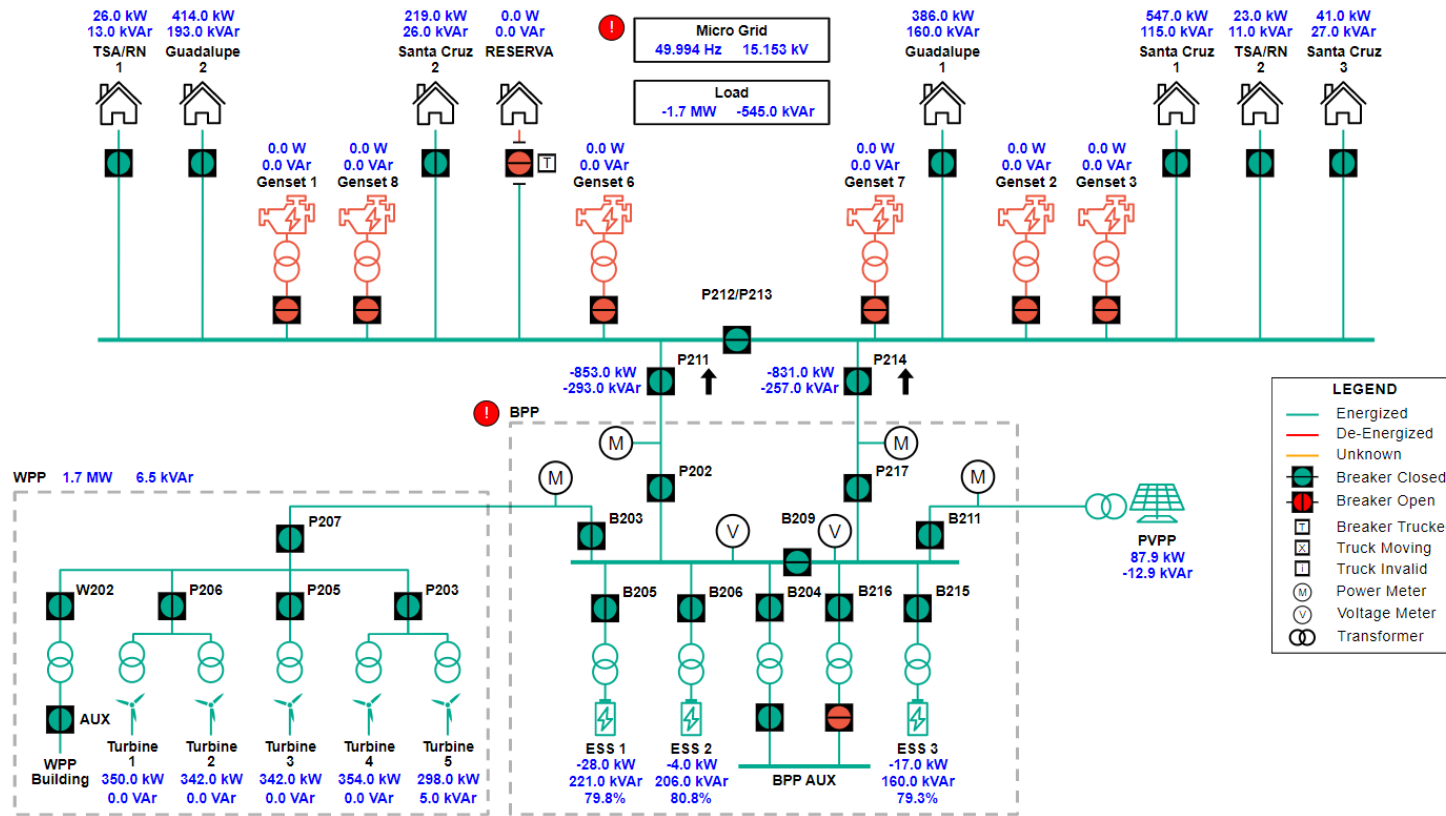 26.0 kW
13.0 kVAr
TSA/RN
1
414.0 kW
193.0 kVAr
Guadalupe
2
219.0 kW
26.0 kVAr
Santa Cruz
2
0.0 W
0.0 VAr
RESERVA
T
!
Micro Grid
49.994 Hz 15.153 kV
Load
-1.7 MW -545.0 kVAr
386.0 kW
160.0 kVAr
Guadalupe
1
547.0 kW
115.0 kVAr
Santa Cruz
1
23.0 kW
11.0 kVAr
TSA/RN
2
41.0 kW
27.0 kVAr
Santa Cruz
3
0.0 W
0.0 VAr
Genset 1
0.0 W
0.0 VAr
Genset 8
0.0 W
0.0 VAr
Genset 6
0.0 W
0.0 VAr
Genset 7
0.0 W
0.0 VAr
Genset 2
0.0 W
0.0 VAr
Genset 3
P212/P213
P211
-853.0 kW
-293.0 kVAr
P214
-831.0 kW
-257.0 kVAr
! BPP
M
M
P202
P217
M
M
B203
V
B209
V
B211
PVPP
87.9 kW
-12.9 kVAr
WPP 1.7 MW 6.5 kVAr
P207
W202
P206
P205
P203
AUX
WPP
Building
Turbine
1
350.0 kW
0.0 VAr
Turbine
2
342.0 kW
0.0 VAr
Turbine
3
342.0 kW
0.0 VAr
Turbine
4
354.0 kW
0.0 VAr
Turbine
5
298.0 kW
5.0 kVAr
B205
B206
B204
B216
B215
ESS 1
-28.0 kW
221.0 kVAr
79.8%
ESS 2
-4.0 kW
206.0 kVAr
80.8%
BPP AUX
ESS 3
-17.0 kW
160.0 kVAr
79.3%
LEGEND
Energized
De-Energized
Unknown
Breaker Closed
Breaker Open
T Breaker Trucke
X Truck Moving
I Truck Invalid
M Power Meter
V Voltage Meter
Transformer